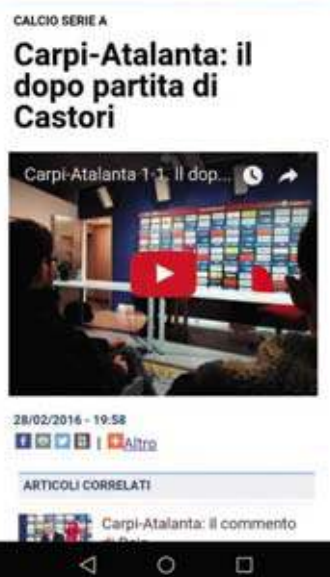 CALCIO SERIE A
Carpi-Atalanta: il
dopo partita di
Castori
Carpi-Atalanta 1-1. Il dop...
28/02/2016 - 19:58
Altro
ARTICOLI CORRELATI
Carpi-Atalanta: il commento
di